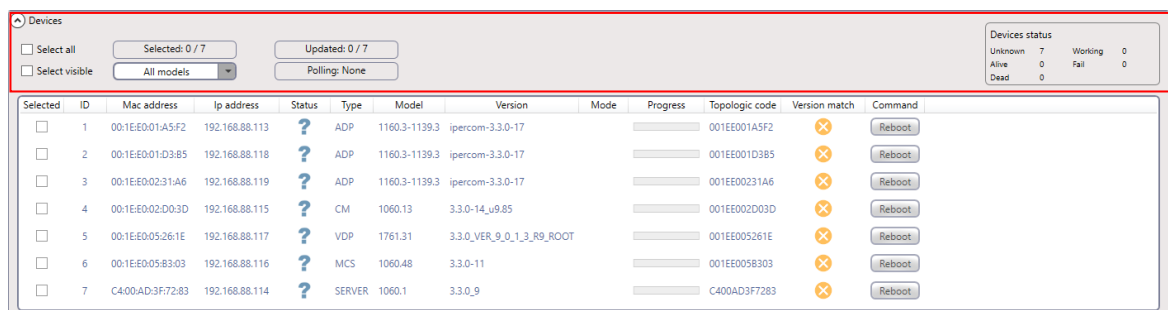 Devices
Select all Selected: 0 / 7 Updated: 0 / 7
Select visible All models Polling: None
Devices status
Unknown 7 Working 0
Alive 0 Fail 0
Dead 0
Selected ID Mac address Ip address Status Type Model Version Mode Progress Topologic code Version match Command
1 00:1E:E0:01:A5:F2 192.168.88.113 ? ADP 1160.3-1139.3 ipercom-3.3.0-17 001EE001A5F2 Reboot
2 00:1E:E0:01:D3:B5 192.168.88.118 ? ADP 1160.3-1139.3 ipercom-3.3.0-17 001EE001D3B5 Reboot
3 00:1E:E0:02:31:A6 192.168.88.119 ? ADP 1160.3-1139.3 ipercom-3.3.0-17 001EE00231A6 Reboot
4 00:1E:E0:02:D0:3D 192.168.88.115 ? CM 1060.13 3.3.0-14_u9.85 001EE002D03D Reboot
5 00:1E:E0:05:26:1E 192.168.88.117 ? VDP 1761.31 3.3.0_VER_9_0_1_3_R9_ROOT 001EE005261E Reboot
6 00:1E:E0:05:B3:03 192.168.88.116 ? MCS 1060.48 3.3.0-11 001EE005B303 Reboot
7 C4:00:AD:3F:72:83 192.168.88.114 ? SERVER 1060.1 3.3.0_9 C400AD3F7283 Reboot